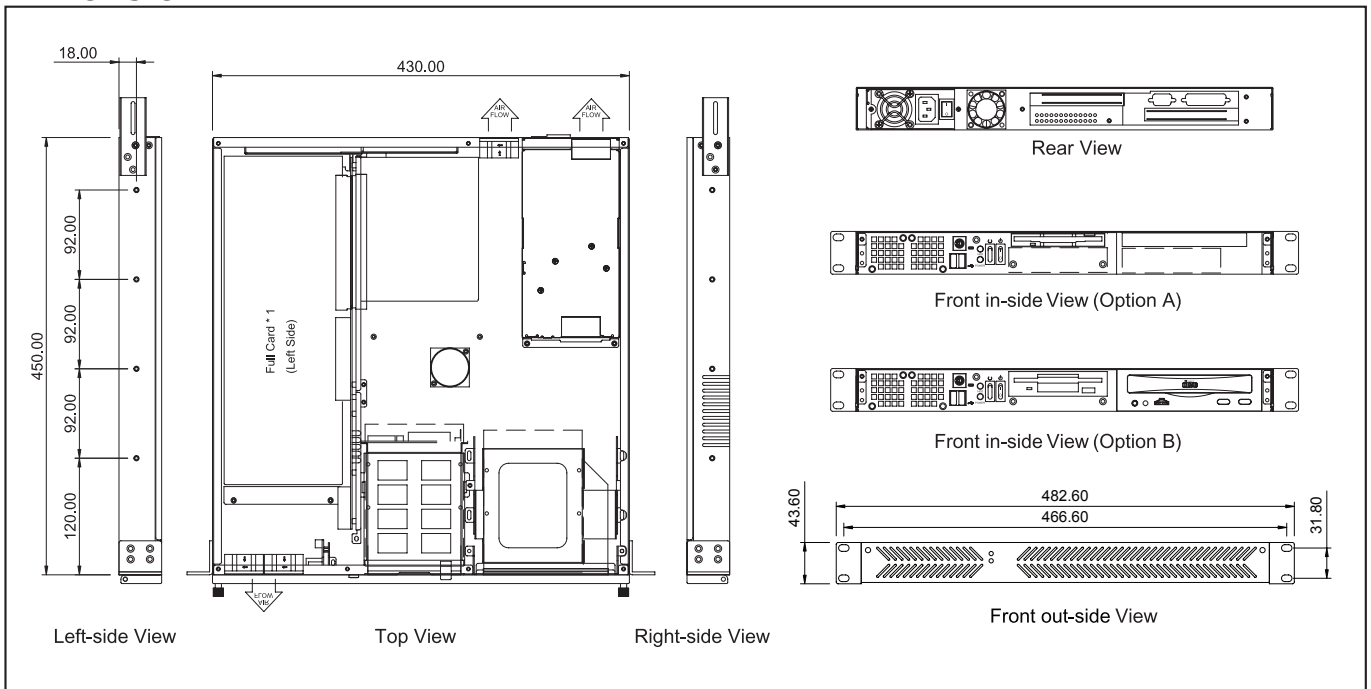 18.00
430.00
AIR
FLOW
AIR
FLOW
450.00
92.00
92.00
92.00
120.00
Full Card * 1
(Left Side)
AIR
FLOW
Left-side View
Top View
Right-side View
Rear View
Front in-side View (Option A)
Front in-side View (Option B)
482.60
466.60
43.60
31.80
Front out-side View